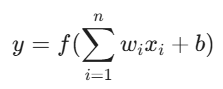 y = f(∑_{i=1}^{n} w_i x_i + b)